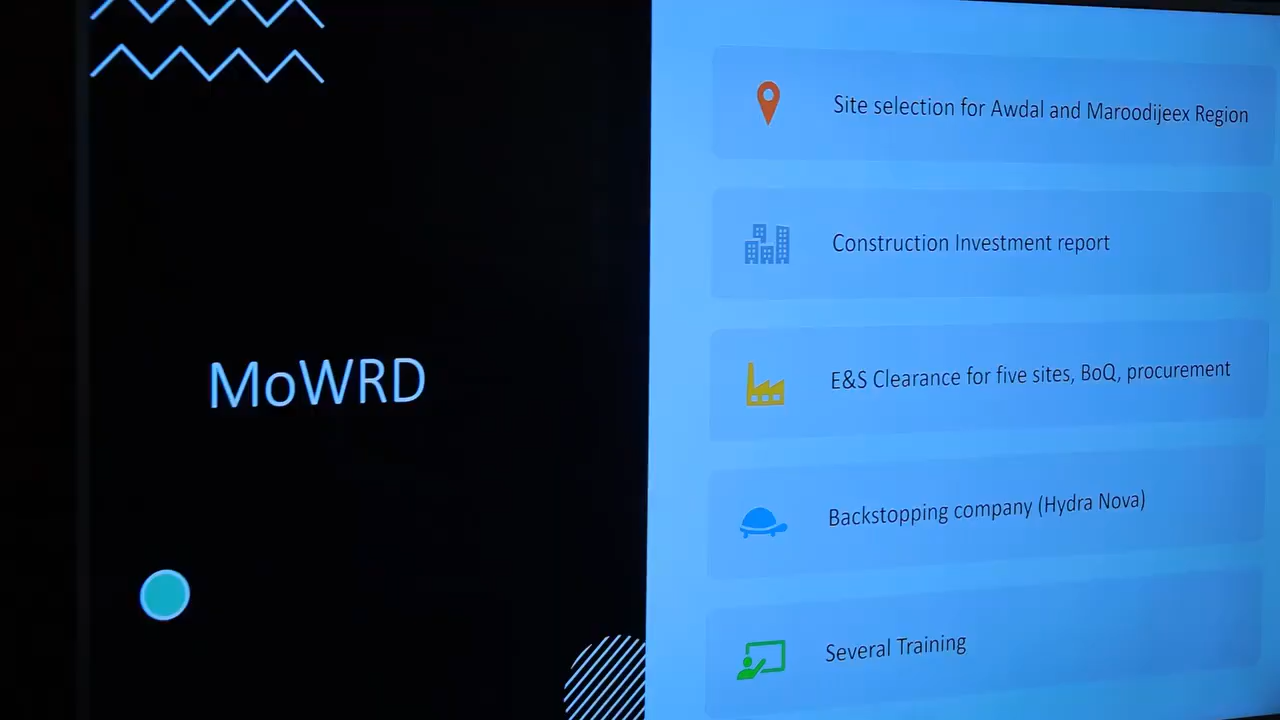 MoWRD
Site selection for Awdal and Maroodijeex Region
Construction Investment report
E&S Clearance for five sites, BoQ, procurement
Backstopping company (Hydra Nova)
Several Training